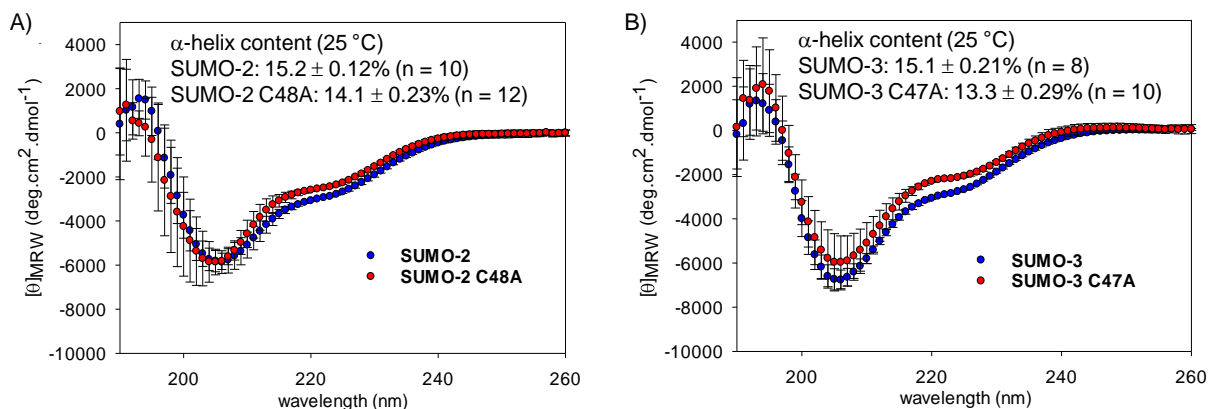 A)
α-helix content (25 °C)
SUMO-2: 15.2 ± 0.12% (n = 10)
SUMO-2 C48A: 14.1 ± 0.23% (n = 12)
4000
2000
0
-2000
-4000
-6000
-8000
-10000
[θ]MRW (deg.cm² .dmol⁻¹)
SUMO-2
SUMO-2 C48A
200
220
240
260
wavelength (nm)
B)
α-helix content (25 °C)
SUMO-3: 15.1 ± 0.21% (n = 8)
SUMO-3 C47A: 13.3 ± 0.29% (n = 10)
4000
2000
0
-2000
-4000
-6000
-8000
-10000
[θ]MRW (deg.cm² .dmol⁻¹)
SUMO-3
SUMO-3 C47A
200
220
240
260
wavelength (nm)